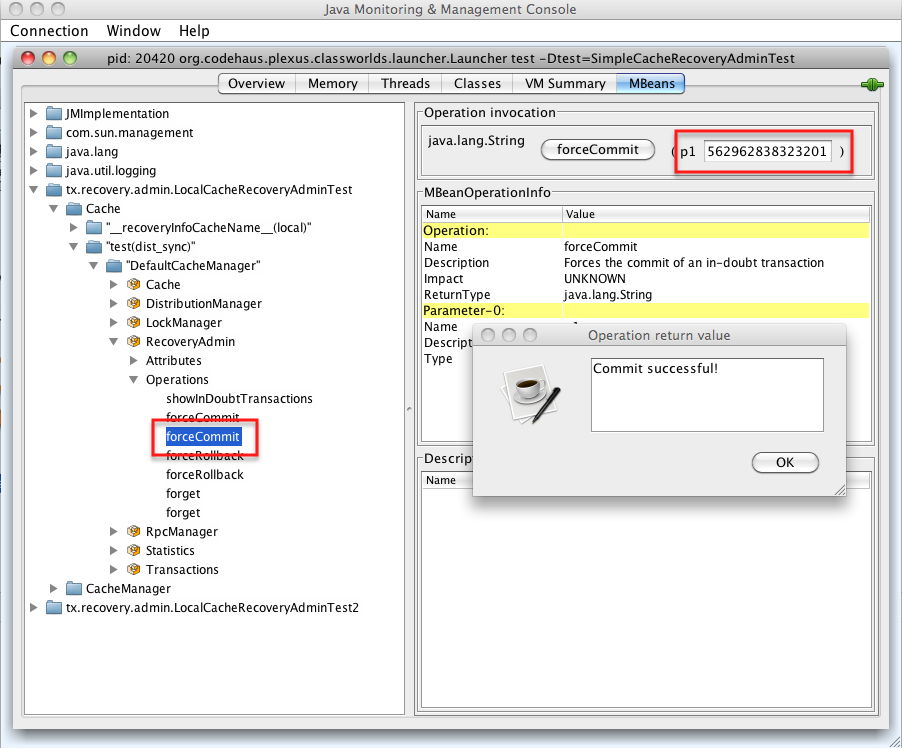 Java Monitoring & Management Console
Connection Window Help
pid: 20420 org.codehaus.plexus.classworlds.launcher.Launcher test -Dtest=SimpleCacheRecoveryAdminTest
Overview Memory Threads Classes VM Summary MBeans
JMImplementation
com.sun.management
java.lang
java.util.logging
tx.recovery.admin.LocalCacheRecoveryAdminTest
Cache
"__recoveryInfoCacheName__(local)"
"test(dist_sync)"
"DefaultCacheManager"
Cache
DistributionManager
LockManager
RecoveryAdmin
Attributes
Operations
showInDoubtTransactions
forceCommit
forceCommit
forceRollback
forceRollback
forget
forget
RpcManager
Statistics
Transactions
CacheManager
tx.recovery.admin.LocalCacheRecoveryAdminTest2
Operation invocation
java.lang.String forceCommit ( p1 562962838323201 )
MBeanOperationInfo
Name Value
Operation:
Name forceCommit
Description Forces the commit of an in-doubt transaction
Impact UNKNOWN
ReturnType java.lang.String
Parameter-0:
Name
Type
Name
Operation return value
Commit successful!
OK